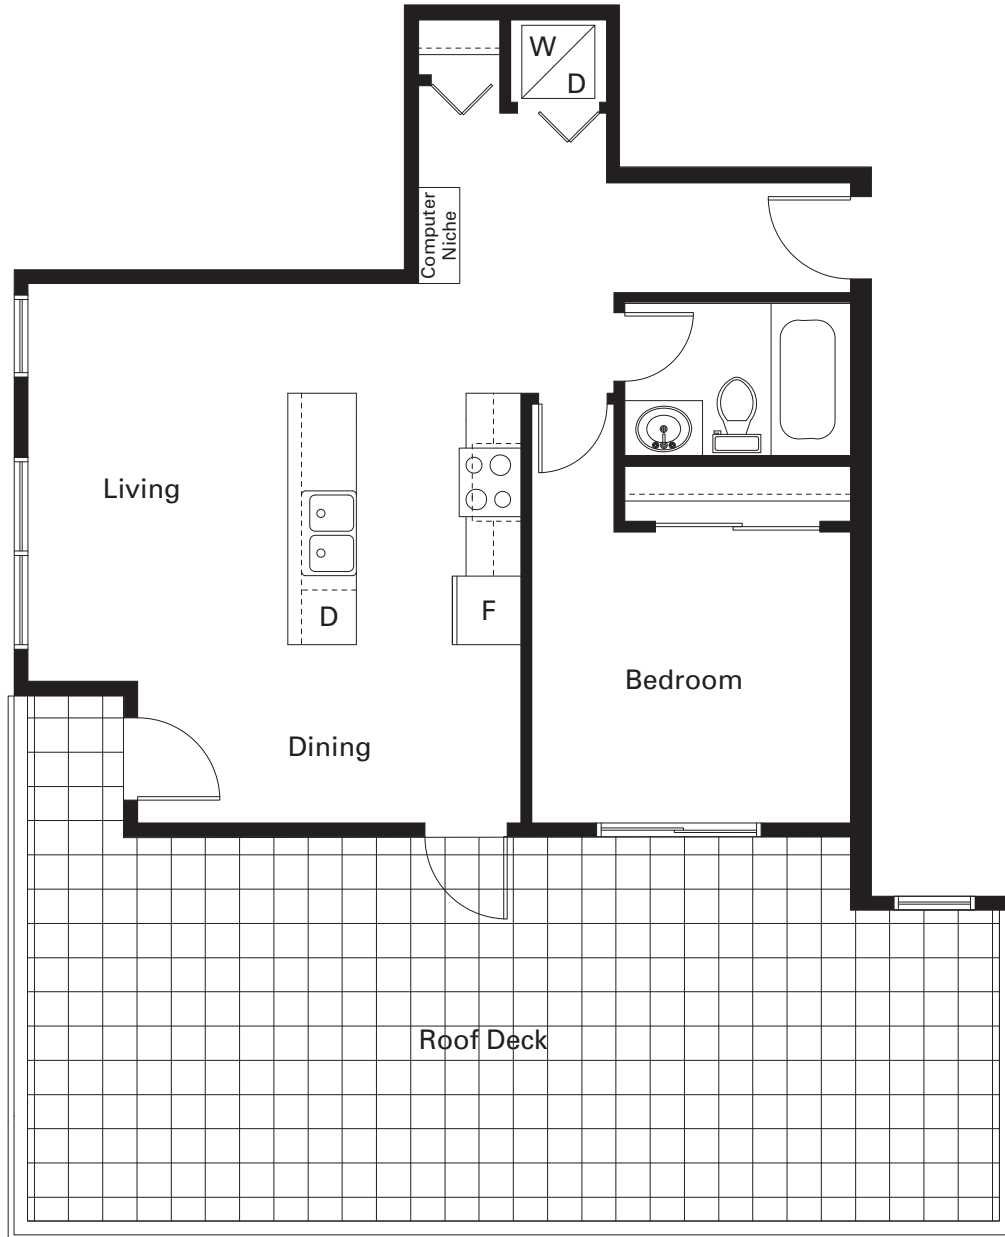 W
D
Computer
Niche
Living
D
F
Bedroom
Dining
Roof Deck